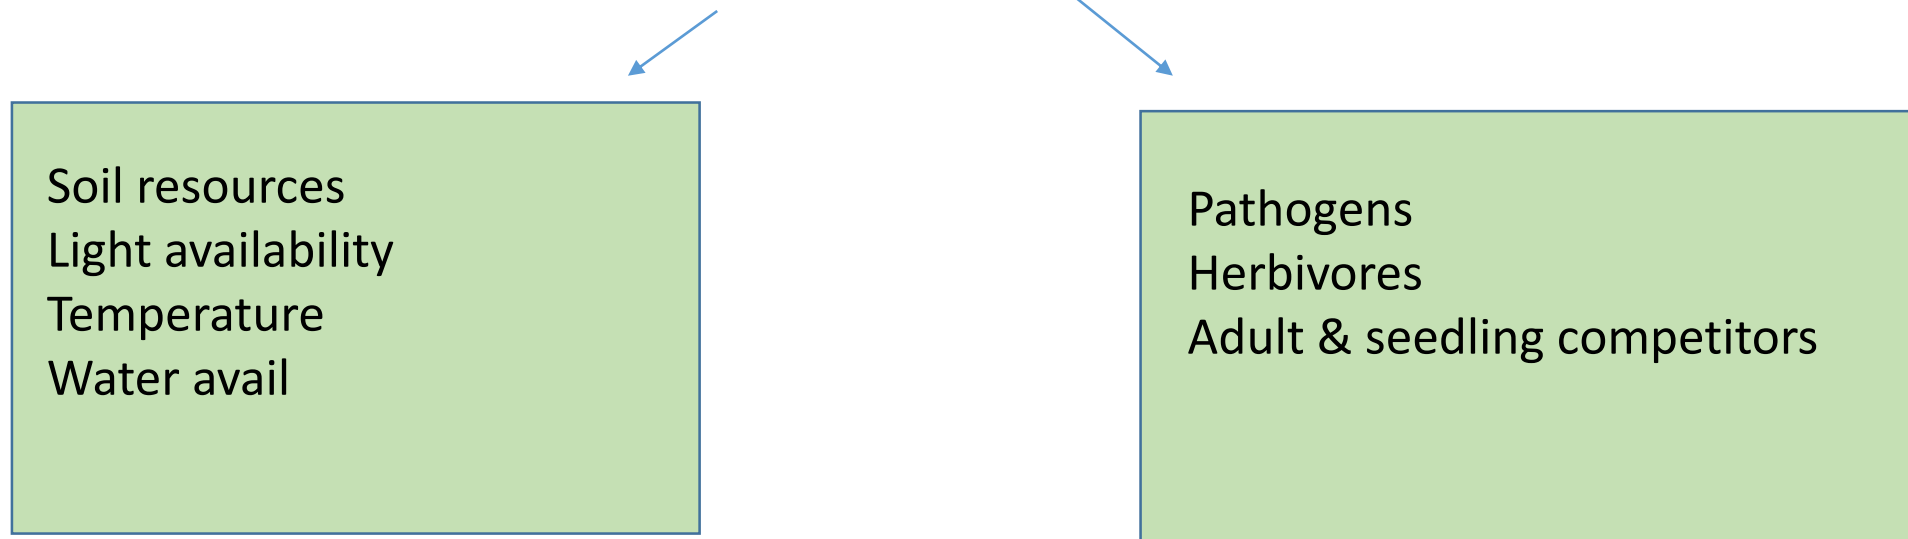 Soil resources
Light availability
Temperature
Water avail
Pathogens
Herbivores
Adult & seedling competitors